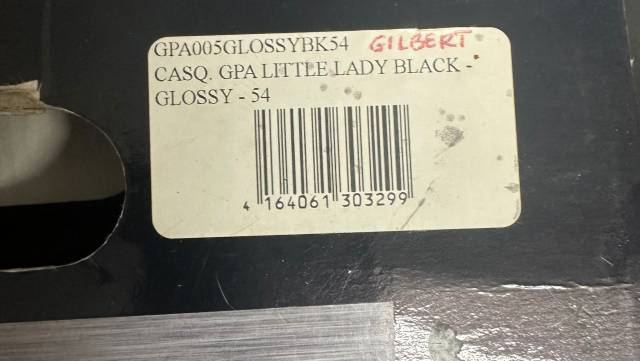 GPA005GLOSSYBK54 GILBERT
CASQ. GPA LITTLE LADY BLACK -
GLOSSY - 54
4 164061 303299